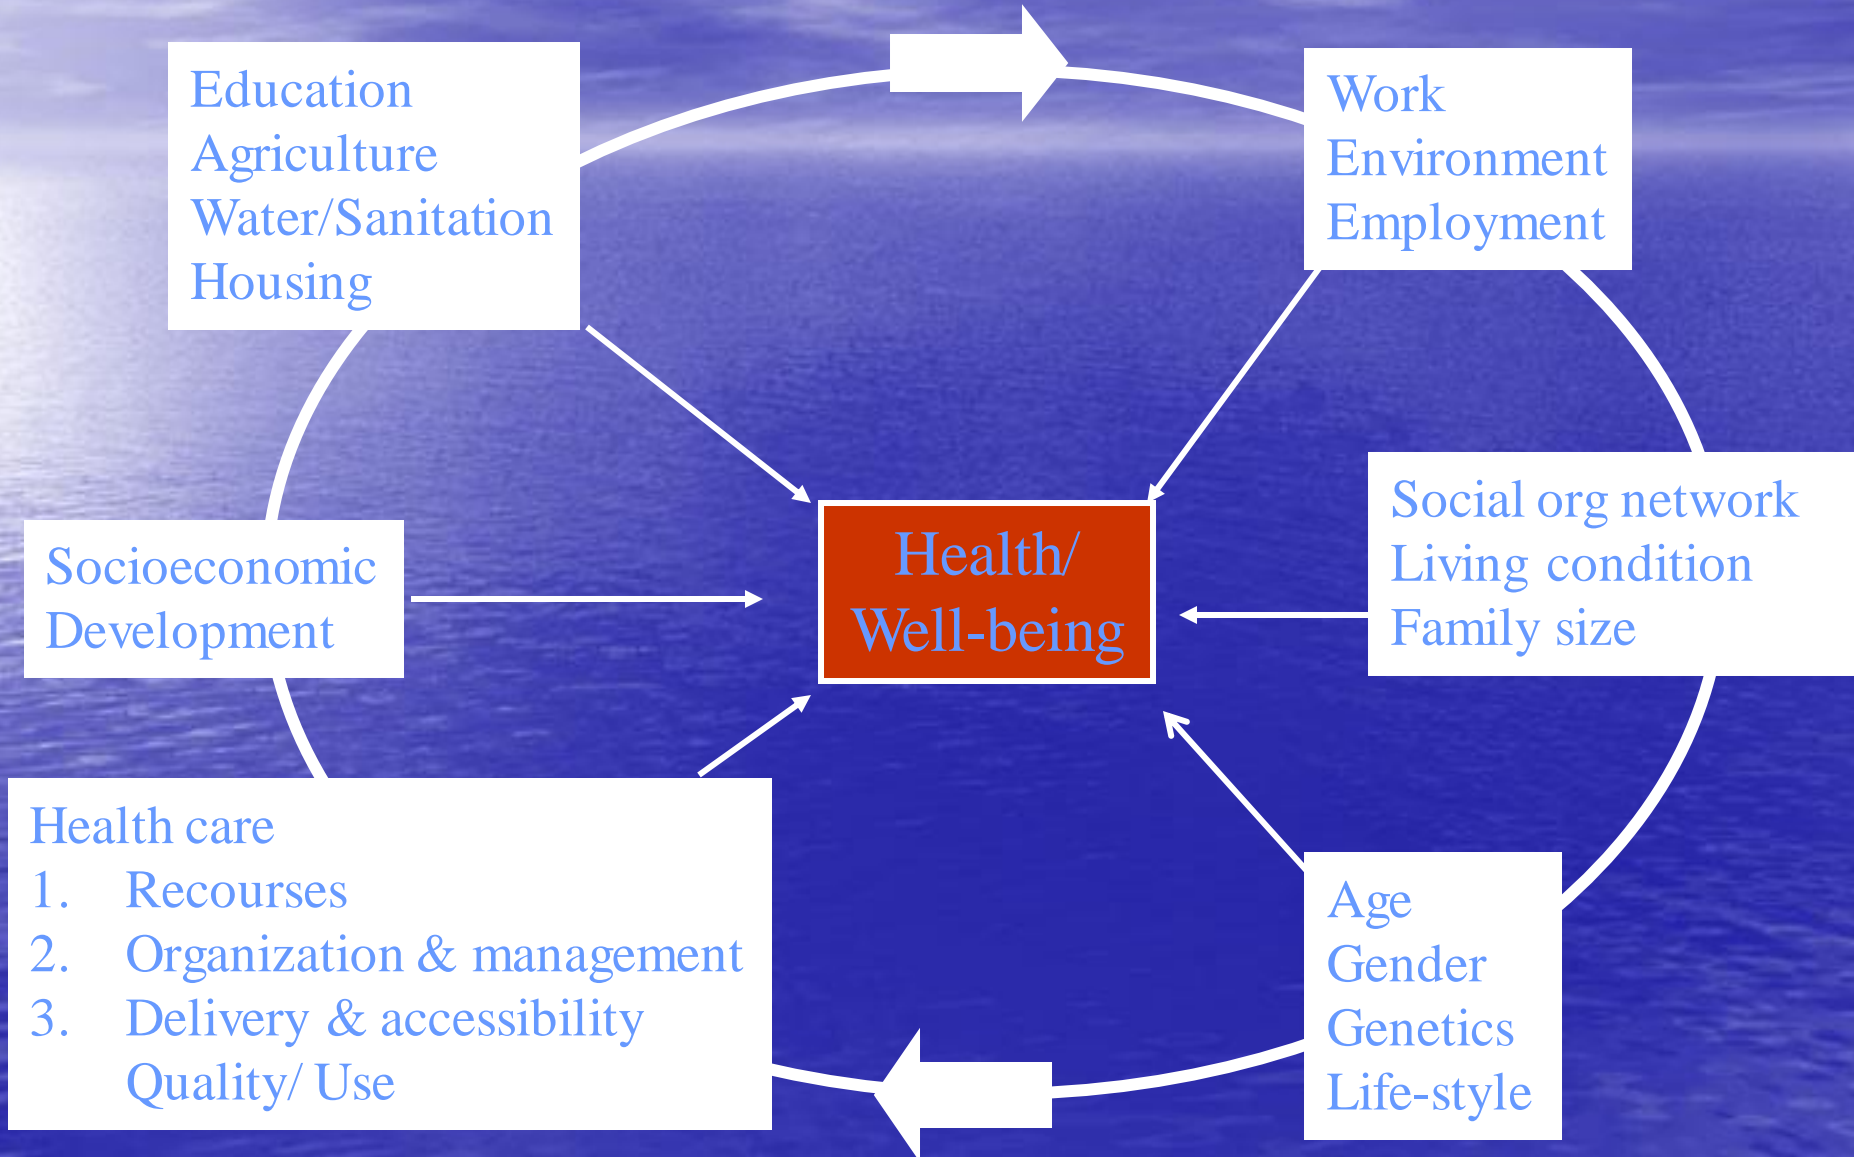 Education
Agriculture
Water/Sanitation
Housing
Work
Environment
Employment
Socioeconomic
Development
Health/
Well-being
Social org network
Living condition
Family size
Health care
1. Recourses
2. Organization & management
3. Delivery & accessibility
Quality/ Use
Age
Gender
Genetics
Life-style